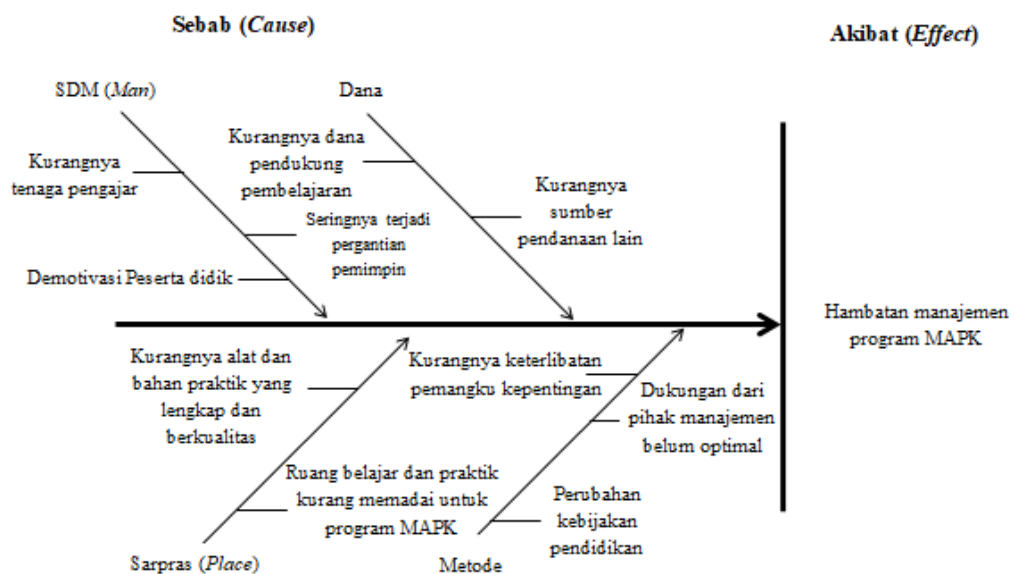 Sebab (Cause)
Akibat (Effect)
SDM (Man)
Dana
Kurangnya
tenaga pengajar
Kurangnya dana
pendukung
pembelajaran
Kurangnya
sumber
pendanaan lain
Seringnya terjadi
pergantian
pemimpin
Demotivasi Peserta didik
Hambatan manajemen
program MAPK
Kurangnya alat dan
bahan praktik yang
lengkap dan
berkualitas
Kurangnya keterlibatan
pemangku kepentingan
Dukungan dari
pihak manajemen
belum optimal
Ruang belajar dan praktik
kurang memadai untuk
program MAPK
Perubahan
kebijakan
pendidikan
Sarpras (Place)
Metode